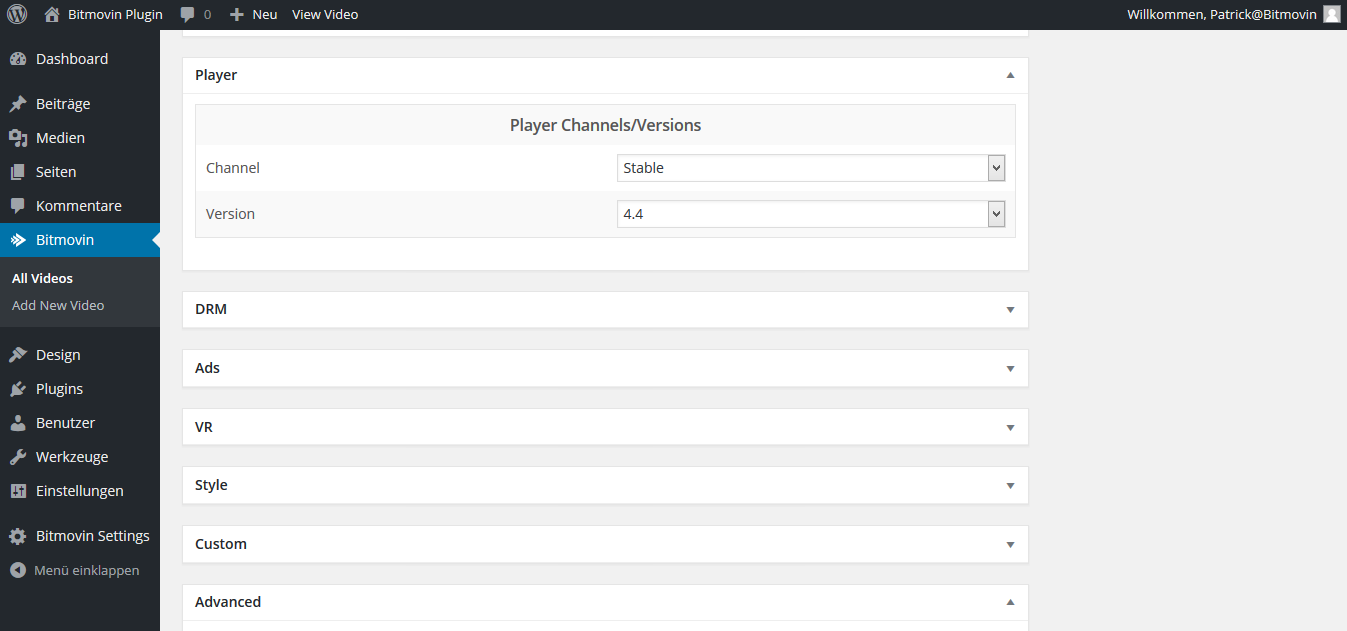 Bitmovin Plugin 0 Neu View Video Willkommen, Patrick@Bitmovin
Dashboard
Beiträge
Medien
Seiten
Kommentare
Bitmovin
All Videos
Add New Video
Design
Plugins
Benutzer
Werkzeuge
Einstellungen
Bitmovin Settings
Menü einklappen
Player
Player Channels/Versions
Channel Stable
Version 4.4
DRM
Ads
VR
Style
Custom
Advanced